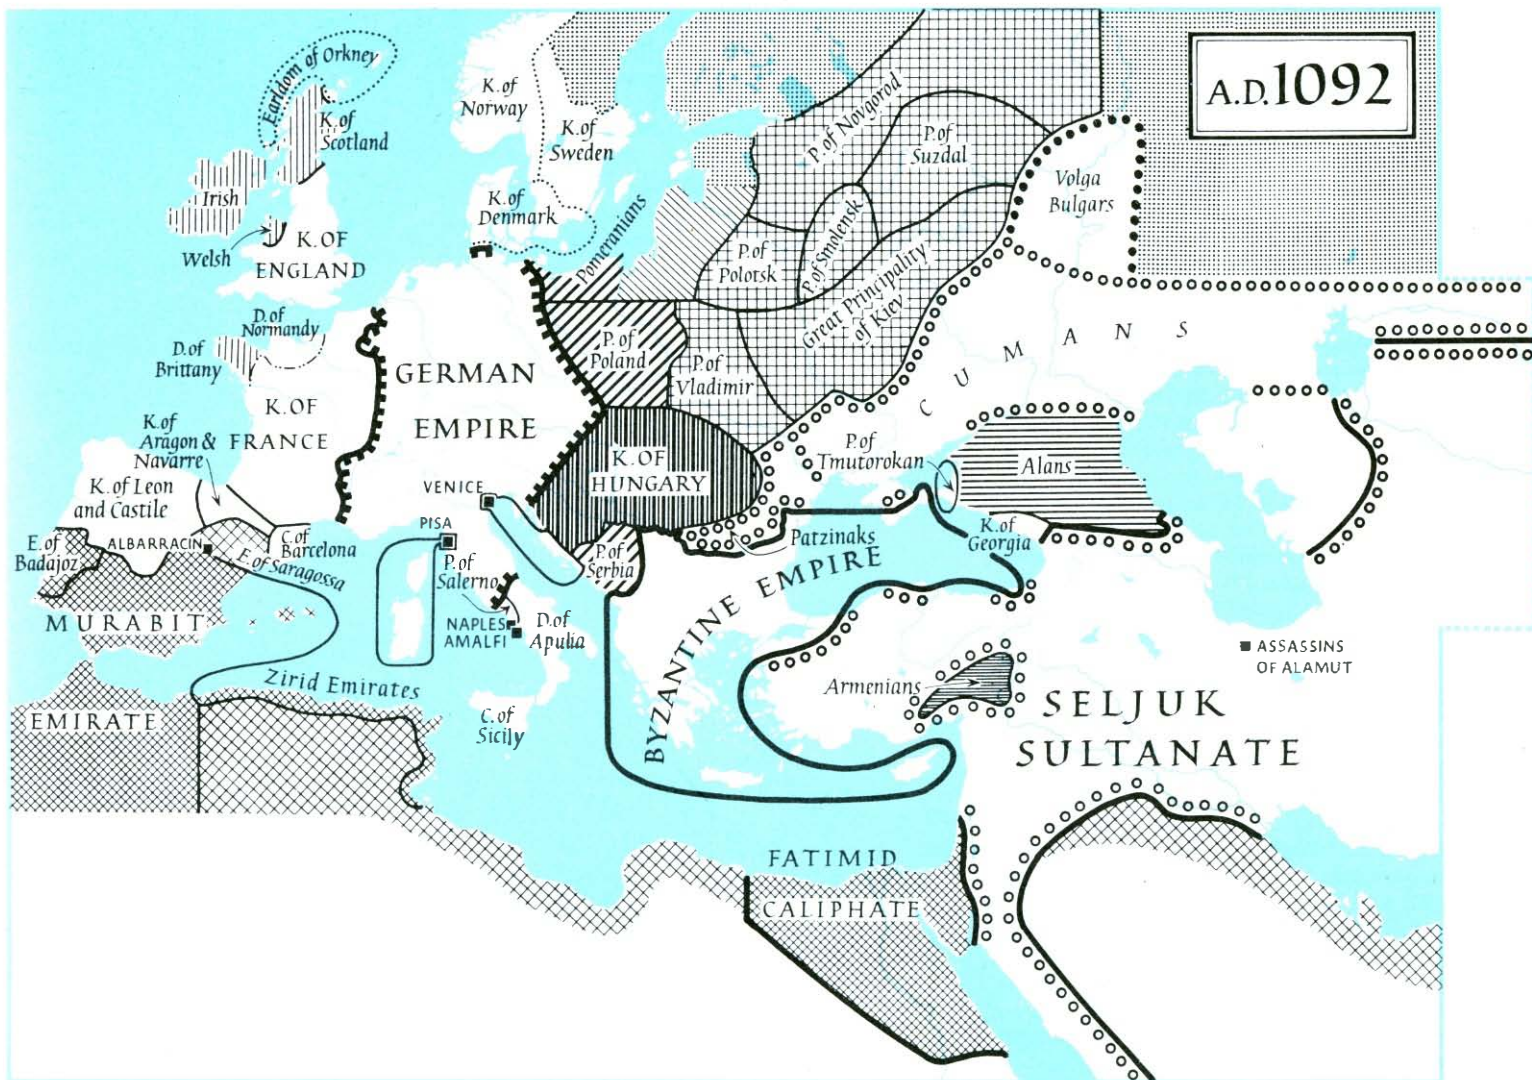 A.D.1092
Earldom of Orkney
K. of
Scotland
Irish
Welsh
K. OF
ENGLAND
K. of
Norway
K. of
Sweden
K. of
Denmark
Pomeranians
P. of Novgorod
P. of
Suzdal
P. of
Polotsk
P. of Smolensk
Great Principality
of Kiev
Volga
Bulgars
D. of
Normandy
D. of
Brittany
K. OF
FRANCE
GERMAN
EMPIRE
P. of
Poland
P. of
Vladimir
CUMANS
K. of
Aragon &
Navarre
K. of Leon
and Castile
VENICE
K. OF
HUNGARY
P. of
Tmutorokan
Alans
E. of
Badajoz
ALBARRACIN
C. of
Barcelona
E. of Saragossa
PISA
P. of
Salerno
P. of
Serbia
Patzinaks
K. of
Georgia
MURABIT
EMIRATE
NAPLES
AMALFI
D. of
Apulia
BYZANTINE EMPIRE
Zirid Emirates
C. of
Sicily
Armenians
ASSASSINS
OF ALAMUT
SELJUK
SULTANATE
FATIMID
CALIPHATE